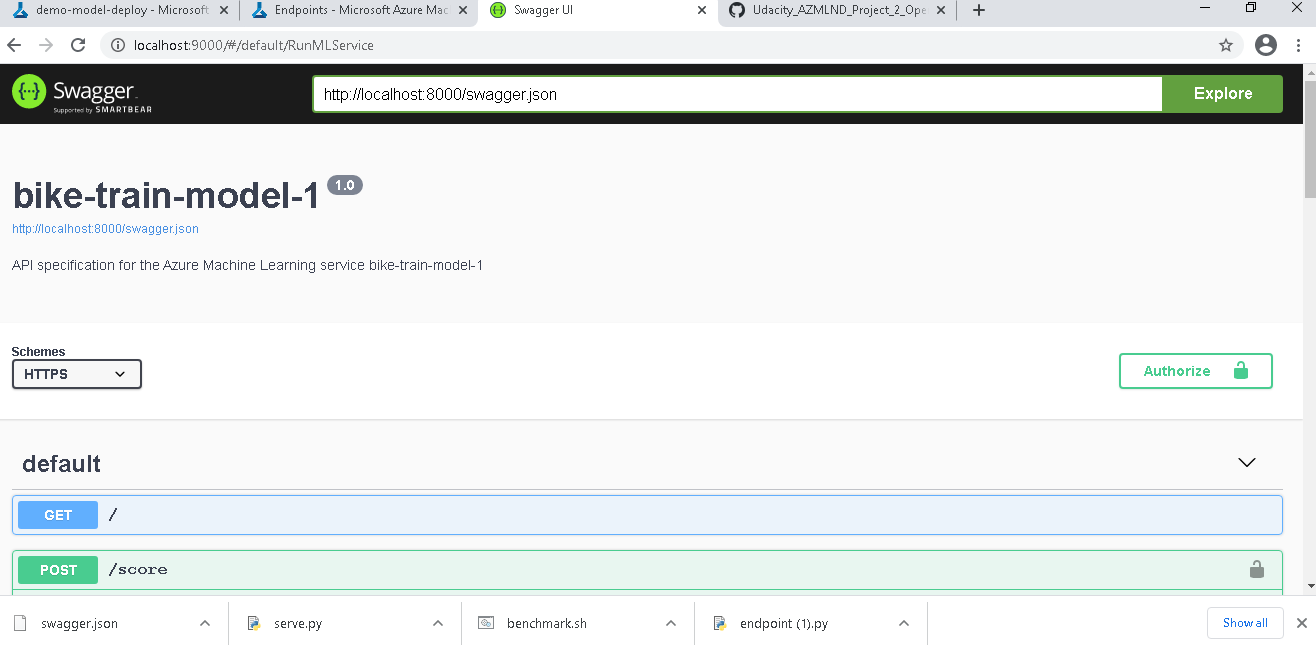 demo-model-deploy - Microsoft
Endpoints - Microsoft Azure Mac
Swagger UI
Udacity_AZMLND_Project_2_Ope
localhost:9000/#/default/RunMLService
Swagger
Supported by SMARTBEAR
http://localhost:8000/swagger.json
Explore
bike-train-model-1 1.0
http://localhost:8000/swagger.json
API specification for the Azure Machine Learning service bike-train-model-1
Schemes
HTTPS
Authorize
default
GET /
POST /score
swagger.json
serve.py
benchmark.sh
endpoint (1).py
Show all